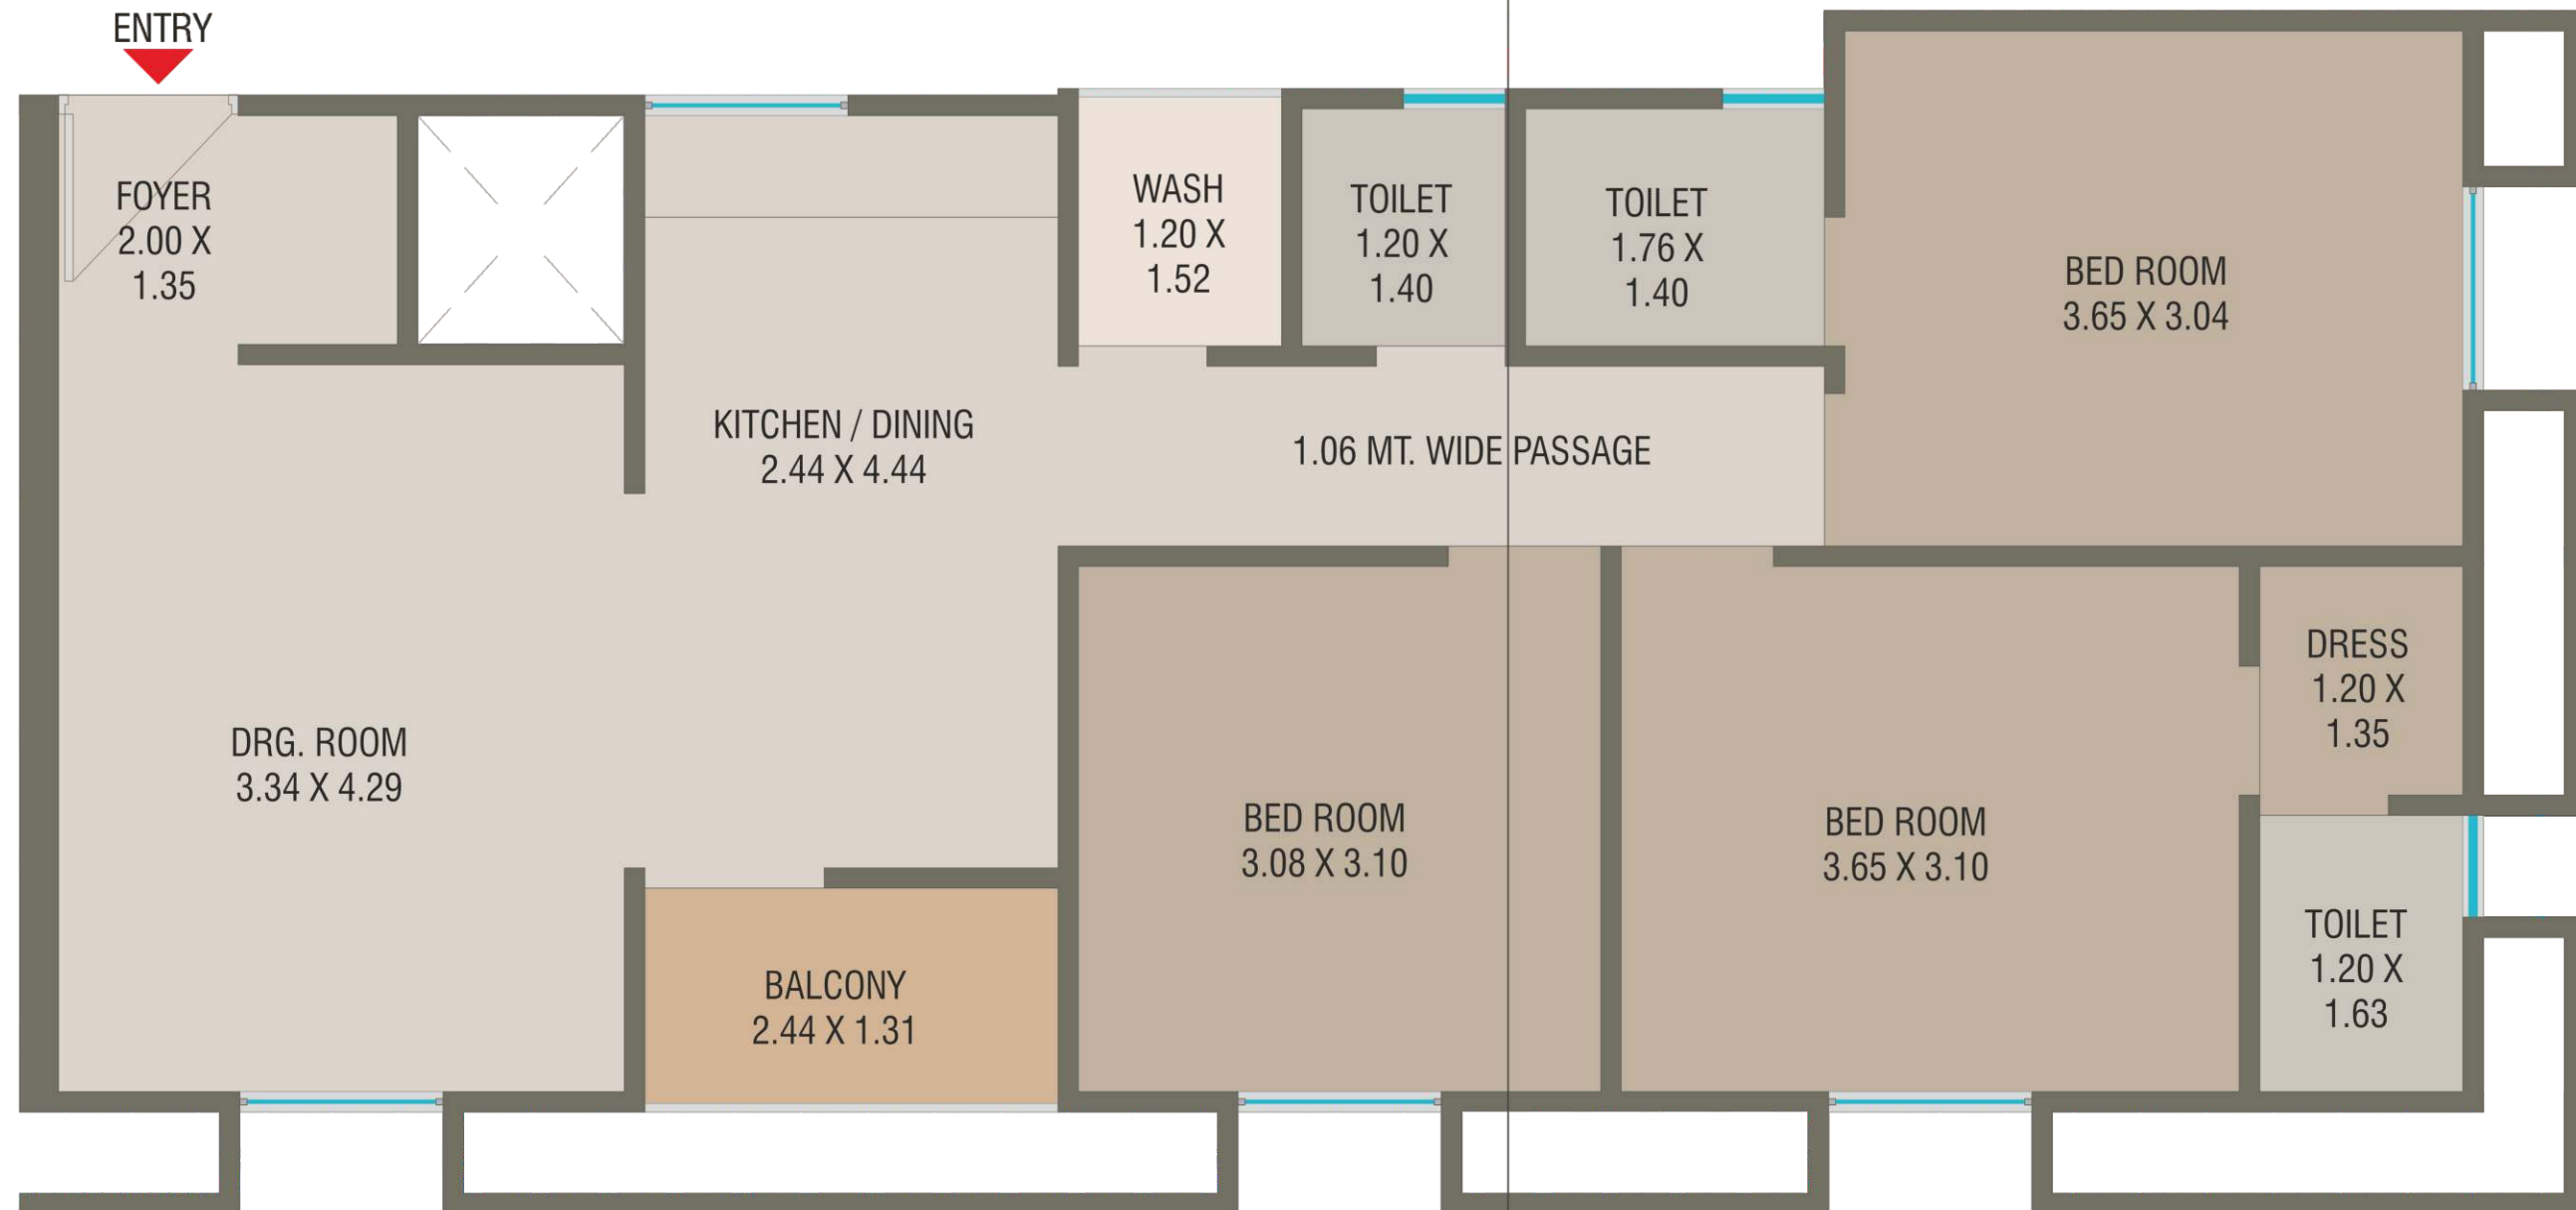 ENTRY
FOYER
2.00 X
1.35
WASH
1.20 X
1.52
TOILET
1.20 X
1.40
TOILET
1.76 X
1.40
BED ROOM
3.65 X 3.04
KITCHEN / DINING
2.44 X 4.44
1.06 MT. WIDE PASSAGE
DRG. ROOM
3.34 X 4.29
BALCONY
2.44 X 1.31
BED ROOM
3.08 X 3.10
BED ROOM
3.65 X 3.10
DRESS
1.20 X
1.35
TOILET
1.20 X
1.63